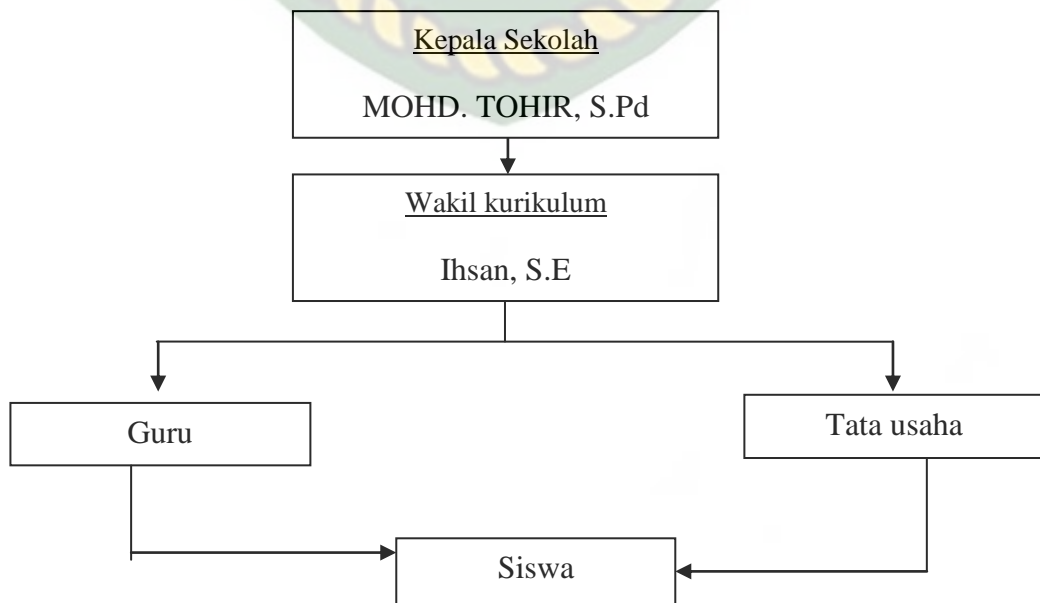 Kepala Sekolah
MOHD. TOHIR, S.Pd
Wakil kurikulum
Ihsan, S.E
Guru
Tata usaha
Siswa